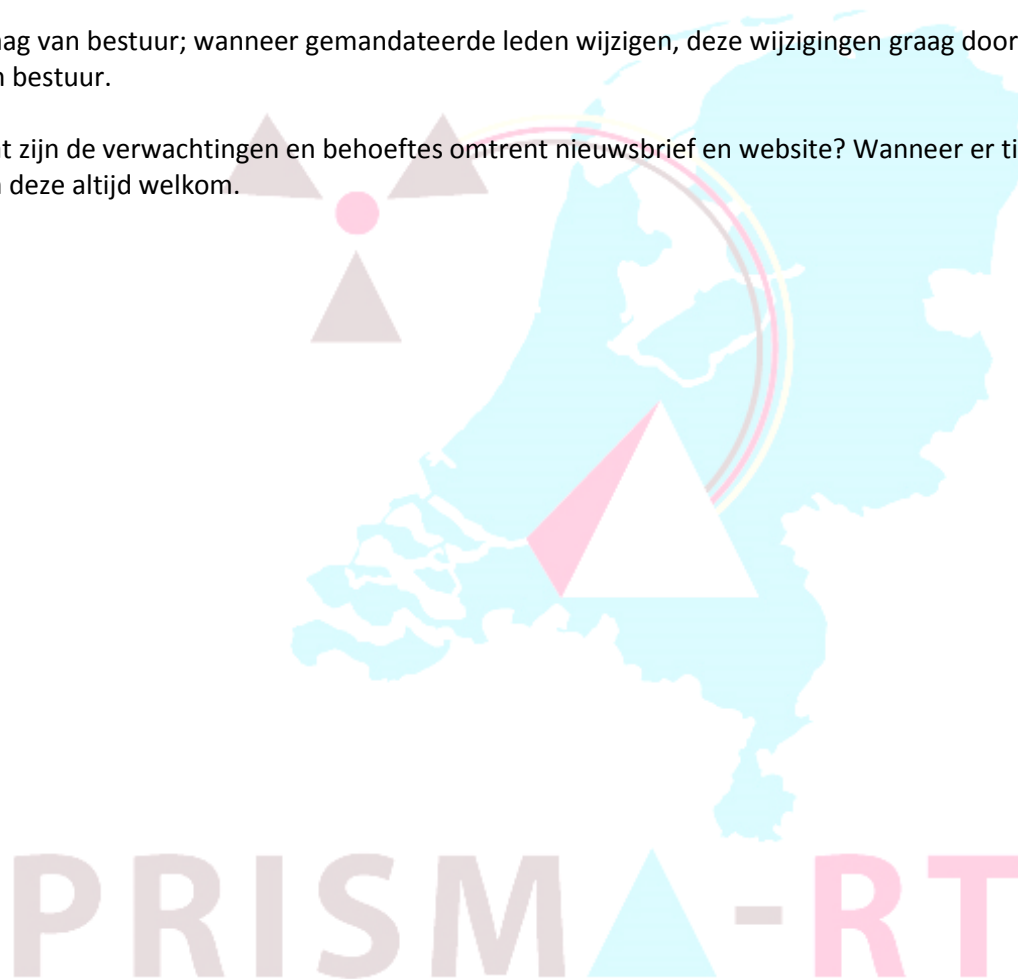 aag van bestuur; wanneer gemandateerde leden wijzigen, deze wijzigingen graag door
n bestuur.
at zijn de verwachtingen en behoeftes omtrent nieuwsbrief en website? Wanneer er ti
n deze altijd welkom.
PRISMA-RT